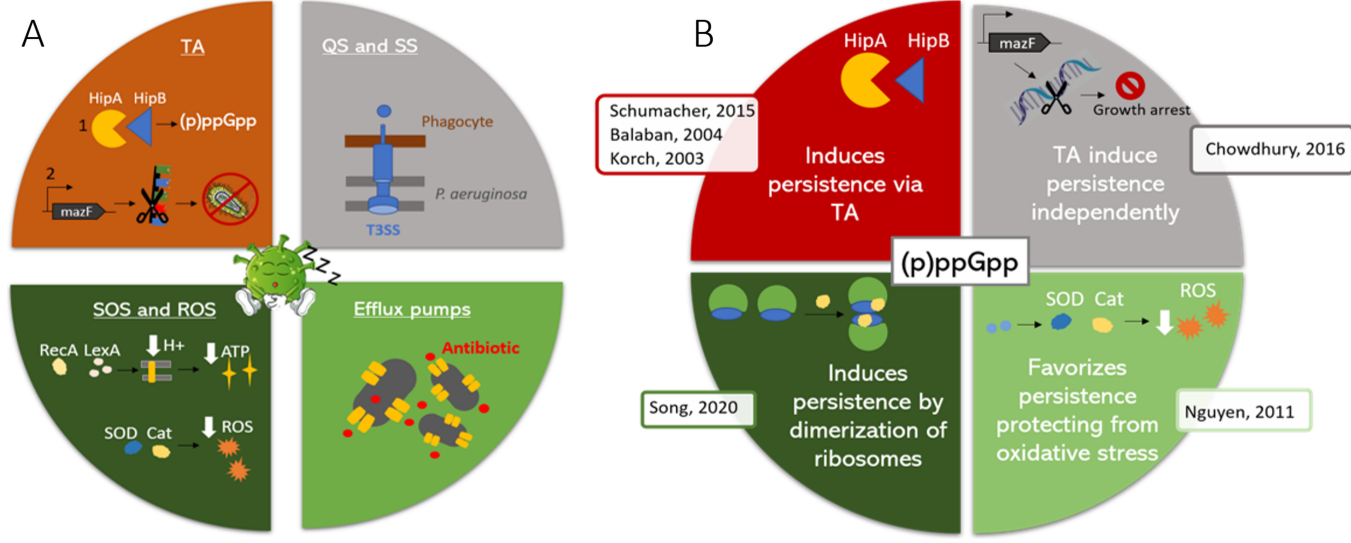 A
TA
HipA HipB
1
(p)ppGpp
2
mazF
QS and SS
Phagocyte
P. aeruginosa
T3SS
z z z z
SOS and ROS
RecA LexA
H+
ATP
SOD Cat
ROS
Efflux pumps
Antibiotic
B
HipA HipB
Schumacher, 2015
Balaban, 2004
Korch, 2003
Induces
persistence via
TA
mazF
Growth arrest
Chowdhury, 2016
TA induce
persistence
independently
(p)ppGpp
Induces
persistence by
dimerization of
ribosomes
Song, 2020
SOD Cat
ROS
Favorizes
persistence
protecting from
oxidative stress
Nguyen, 2011